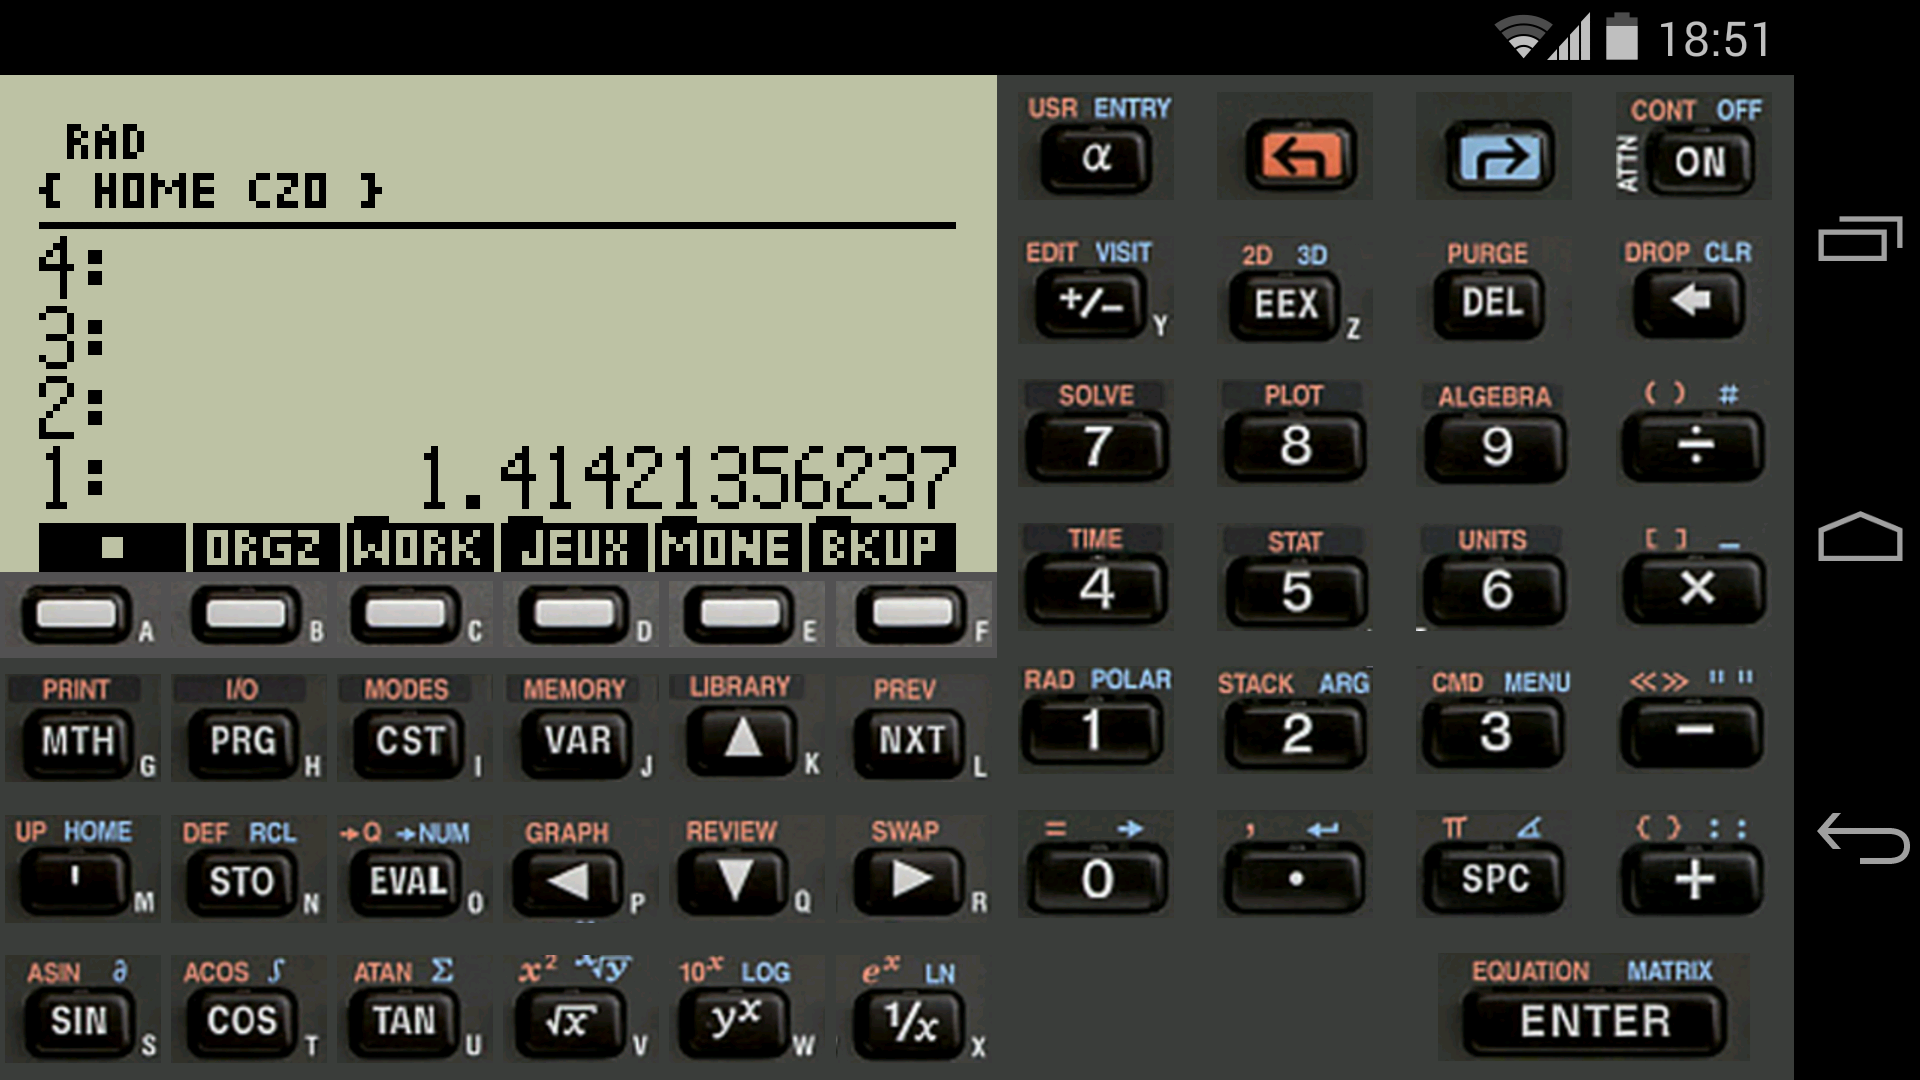 18:51
RAD
{ HOME CZO }
4:
3:
2:
1: 1.41421356237
■ ORGZ WORK JEUX MONE BKUP
A B C D E F
USR ENTRY CONT OFF
α ATTN ON
EDIT VISIT 2D 3D PURGE DROP CLR
+/− Y EEX Z DEL
SOLVE PLOT ALGEBRA ( ) #
7 8 9 ÷
TIME STAT UNITS [ ] _
4 5 6 ×
RAD POLAR STACK ARG CMD MENU « » " "
1 2 3 −
= → , ↵ π ∡ { } : :
0 . SPC +
EQUATION MATRIX
ENTER
PRINT I/O MODES MEMORY LIBRARY PREV
MTH G PRG H CST I VAR J ▲ K NXT L
UP HOME DEF RCL →Q →NUM GRAPH REVIEW SWAP
' M STO N EVAL O ◀ P ▼ Q ▶ R
ASIN ∂ ACOS ∫ ATAN Σ x² ˣ√y 10ˣ LOG eˣ LN
SIN S COS T TAN U √x V yˣ W 1/x X